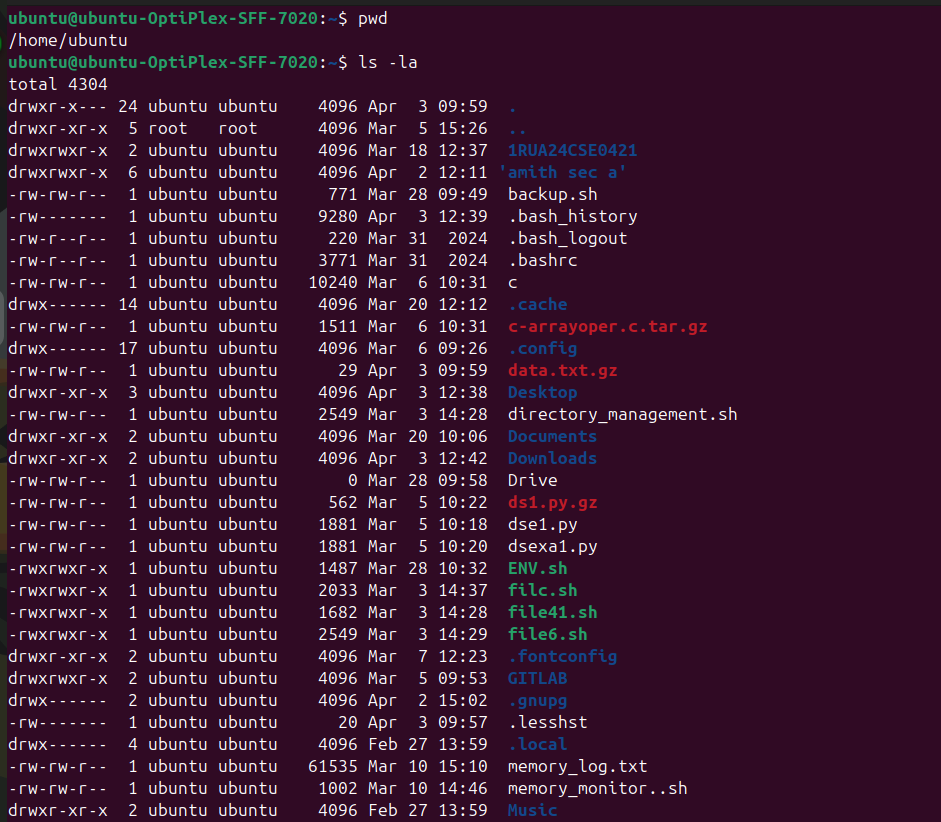 ubuntu@ubuntu-OptiPlex-SFF-7020:~$ pwd
/home/ubuntu
ubuntu@ubuntu-OptiPlex-SFF-7020:~$ ls -la
total 4304
drwxr-x--- 24 ubuntu ubuntu    4096 Apr  3 09:59  .
drwxr-xr-x  5 root   root      4096 Mar  5 15:26  ..
drwxrwxr-x  2 ubuntu ubuntu    4096 Mar 18 12:37  1RUA24CSE0421
drwxrwxr-x  6 ubuntu ubuntu    4096 Apr  2 12:11 'amith sec a'
-rw-rw-r--  1 ubuntu ubuntu     771 Mar 28 09:49  backup.sh
-rw-------  1 ubuntu ubuntu    9280 Apr  3 12:39  .bash_history
-rw-r--r--  1 ubuntu ubuntu     220 Mar 31  2024  .bash_logout
-rw-r--r--  1 ubuntu ubuntu    3771 Mar 31  2024  .bashrc
-rw-rw-r--  1 ubuntu ubuntu   10240 Mar  6 10:31  c
drwx------ 14 ubuntu ubuntu    4096 Mar 20 12:12  .cache
-rw-rw-r--  1 ubuntu ubuntu    1511 Mar  6 10:31  c-arrayoper.c.tar.gz
drwx------ 17 ubuntu ubuntu    4096 Mar  6 09:26  .config
-rw-rw-r--  1 ubuntu ubuntu      29 Apr  3 09:59  data.txt.gz
drwxr-xr-x  3 ubuntu ubuntu    4096 Apr  3 12:38  Desktop
-rw-rw-r--  1 ubuntu ubuntu    2549 Mar  3 14:28  directory_management.sh
drwxr-xr-x  2 ubuntu ubuntu    4096 Mar 20 10:06  Documents
drwxr-xr-x  2 ubuntu ubuntu    4096 Apr  3 12:42  Downloads
-rw-rw-r--  1 ubuntu ubuntu       0 Mar 28 09:58  Drive
-rw-rw-r--  1 ubuntu ubuntu     562 Mar  5 10:22  ds1.py.gz
-rw-rw-r--  1 ubuntu ubuntu    1881 Mar  5 10:18  dse1.py
-rw-rw-r--  1 ubuntu ubuntu    1881 Mar  5 10:20  dsexa1.py
-rwxrwxr-x  1 ubuntu ubuntu    1487 Mar 28 10:32  ENV.sh
-rwxrwxr-x  1 ubuntu ubuntu    2033 Mar  3 14:37  filc.sh
-rwxrwxr-x  1 ubuntu ubuntu    1682 Mar  3 14:28  file41.sh
-rwxrwxr-x  1 ubuntu ubuntu    2549 Mar  3 14:29  file6.sh
drwxr-xr-x  2 ubuntu ubuntu    4096 Mar  7 12:23  .fontconfig
drwxrwxr-x  2 ubuntu ubuntu    4096 Mar  5 09:53  GITLAB
drwx------  2 ubuntu ubuntu    4096 Apr  2 15:02  .gnupg
-rw-------  1 ubuntu ubuntu      20 Apr  3 09:57  .lesshst
drwx------  4 ubuntu ubuntu    4096 Feb 27 13:59  .local
-rw-rw-r--  1 ubuntu ubuntu   61535 Mar 10 15:10  memory_log.txt
-rw-rw-r--  1 ubuntu ubuntu    1002 Mar 10 14:46  memory_monitor..sh
drwxr-xr-x  2 ubuntu ubuntu    4096 Feb 27 13:59  Music